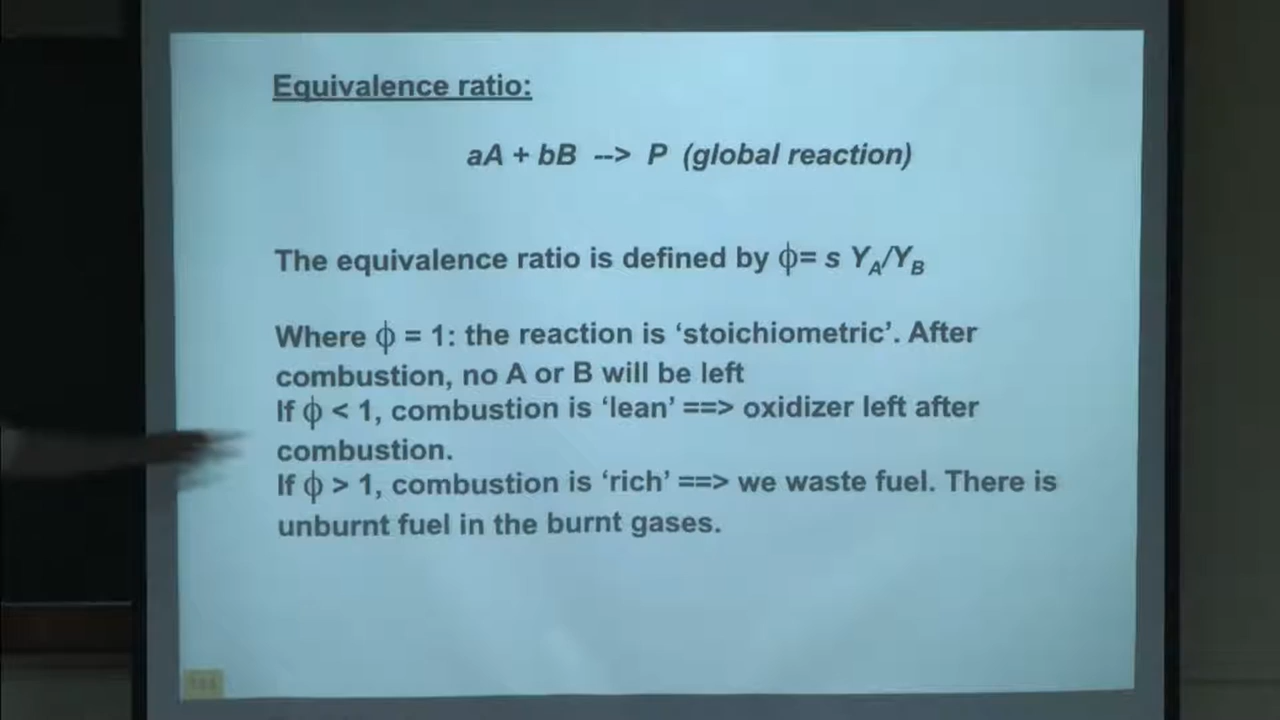 Equivalence ratio:
aA + bB --> P (global reaction)
The equivalence ratio is defined by ϕ= s Y_A/Y_B
Where ϕ = 1: the reaction is ‘stoichiometric’. After
combustion, no A or B will be left
If ϕ < 1, combustion is ‘lean’ ==> oxidizer left after
combustion.
If ϕ > 1, combustion is ‘rich’ ==> we waste fuel. There is
unburnt fuel in the burnt gases.